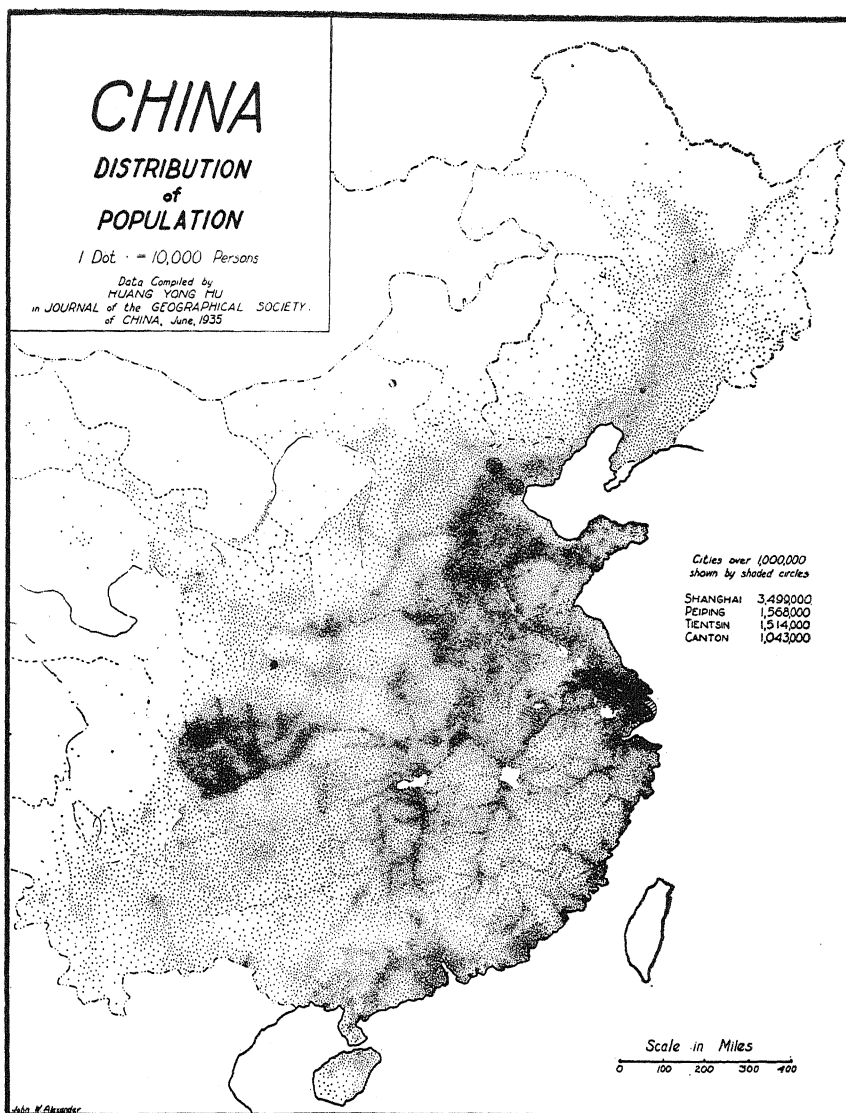 CHINA
DISTRIBUTION
of
POPULATION
1 Dot · = 10,000 Persons
Data Compiled by
HUANG YONG HU
in JOURNAL of the GEOGRAPHICAL SOCIETY.
of CHINA, June, 1935
Cities over 1,000,000
shown by shaded circles
SHANGHAI 3,499,000
PEIPING 1,568,000
TIENTSIN 1,514,000
CANTON 1,043,000
Scale in Miles
0 100 200 300 400
John W. Alexander